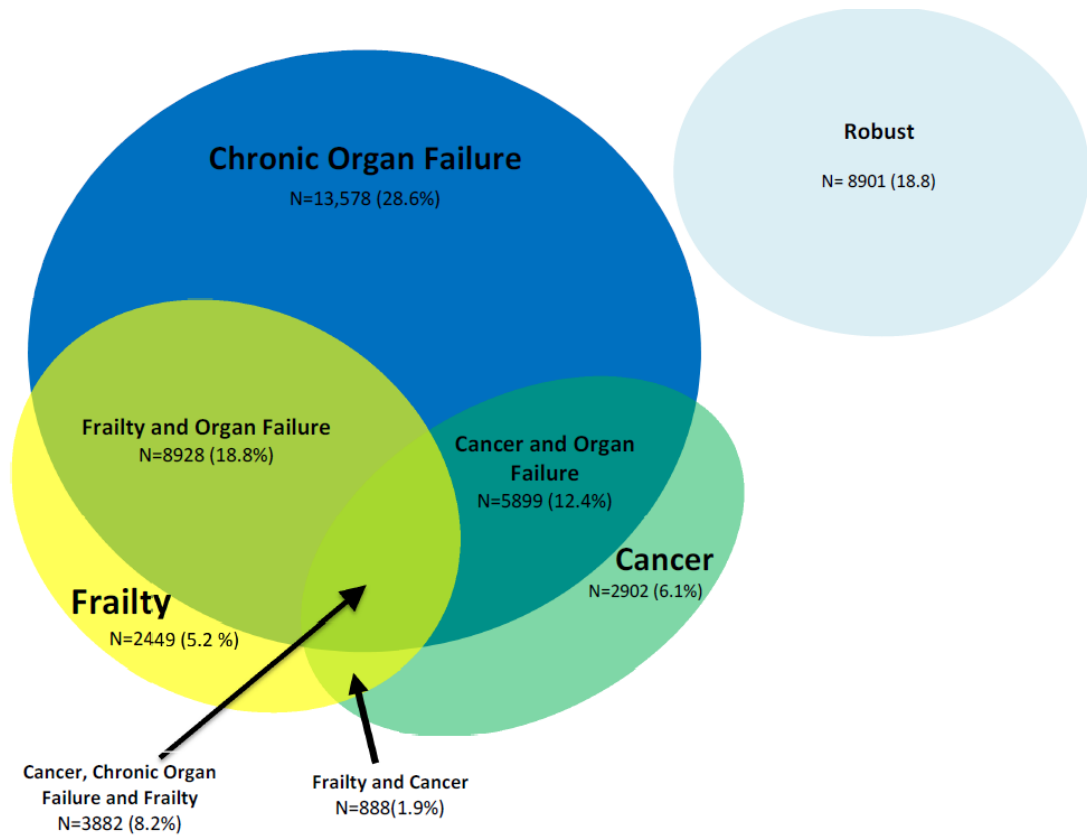 Robust
N= 8901 (18.8)
Chronic Organ Failure
N=13,578 (28.6%)
Frailty and Organ Failure
N=8928 (18.8%)
Cancer and Organ
Failure
N=5899 (12.4%)
Cancer
N=2902 (6.1%)
Frailty
N=2449 (5.2 %)
Cancer, Chronic Organ
Failure and Frailty
N=3882 (8.2%)
Frailty and Cancer
N=888(1.9%)